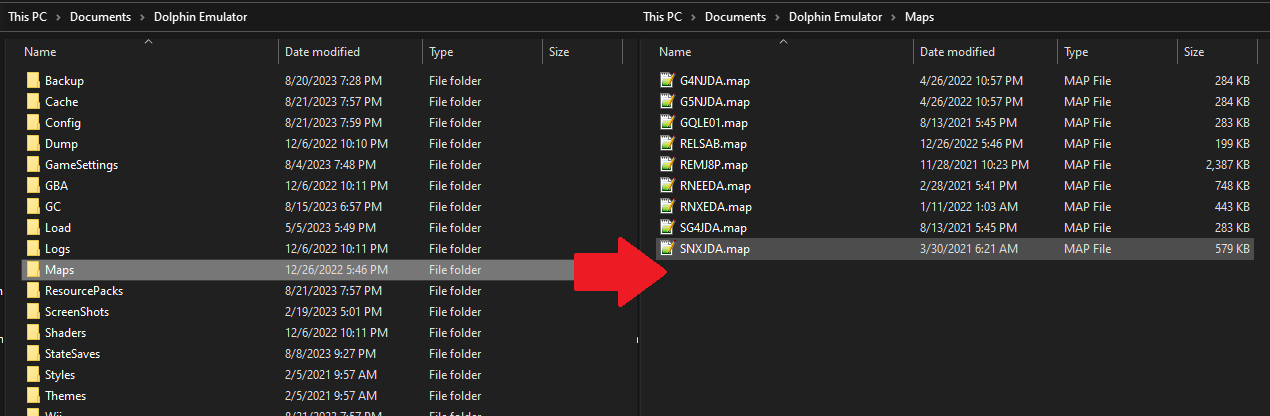 This PC > Documents > Dolphin Emulator
Name Date modified Type Size
Backup 8/20/2023 7:28 PM File folder
Cache 8/21/2023 7:57 PM File folder
Config 8/21/2023 7:59 PM File folder
Dump 12/6/2022 10:10 PM File folder
GameSettings 8/4/2023 7:48 PM File folder
GBA 12/6/2022 10:11 PM File folder
GC 8/15/2023 6:57 PM File folder
Load 5/5/2023 5:49 PM File folder
Logs 12/6/2022 10:11 PM File folder
Maps 12/26/2022 5:46 PM File folder
ResourcePacks 8/21/2023 7:57 PM File folder
ScreenShots 2/19/2023 5:01 PM File folder
Shaders 12/6/2022 10:11 PM File folder
StateSaves 8/8/2023 9:27 PM File folder
Styles 2/5/2021 9:57 AM File folder
Themes 2/5/2021 9:57 AM File folder
Wii 8/21/2023 7:57 PM File folder
This PC > Documents > Dolphin Emulator > Maps
Name Date modified Type Size
G4NJDA.map 4/26/2022 10:57 PM MAP File 284 KB
G5NJDA.map 4/26/2022 10:57 PM MAP File 284 KB
GQLE01.map 8/13/2021 5:45 PM MAP File 283 KB
RELSAB.map 12/26/2022 5:46 PM MAP File 199 KB
REMJ8P.map 11/28/2021 10:23 PM MAP File 2,387 KB
RNEEDA.map 2/28/2021 5:41 PM MAP File 748 KB
RNXEDA.map 1/11/2022 1:03 AM MAP File 443 KB
SG4JDA.map 8/13/2021 5:45 PM MAP File 283 KB
SNXJDA.map 3/30/2021 6:21 AM MAP File 579 KB